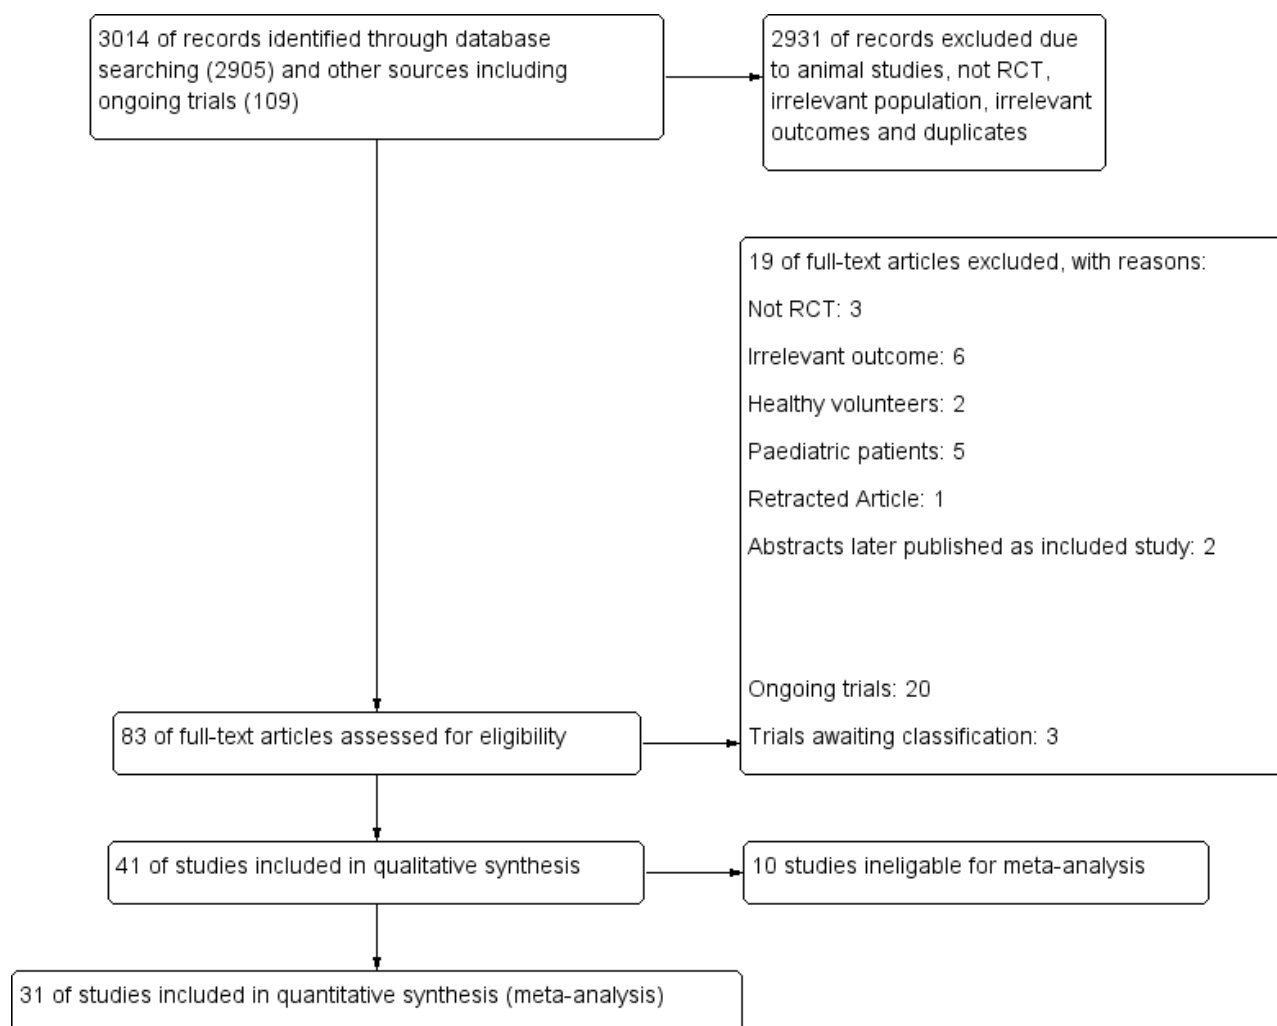 3014 of records identified through database
searching (2905) and other sources including
ongoing trials (109)
2931 of records excluded due
to animal studies, not RCT,
irrelevant population, irrelevant
outcomes and duplicates
19 of full-text articles excluded, with reasons:
Not RCT: 3
Irrelevant outcome: 6
Healthy volunteers: 2
Paediatric patients: 5
Retracted Article: 1
Abstracts later published as included study: 2
Ongoing trials: 20
Trials awaiting classification: 3
83 of full-text articles assessed for eligibility
41 of studies included in qualitative synthesis
10 studies ineligable for meta-analysis
31 of studies included in quantitative synthesis (meta-analysis)